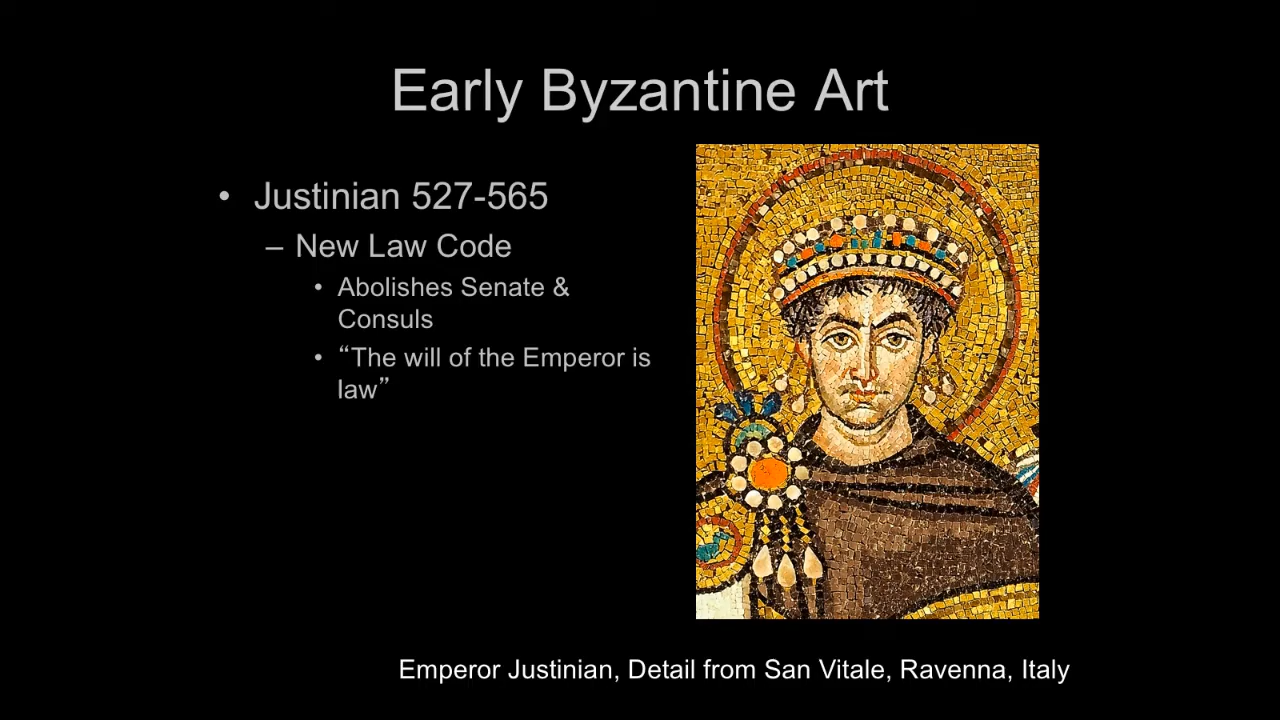 Early Byzantine Art
• Justinian 527-565
– New Law Code
• Abolishes Senate &
Consuls
• “The will of the Emperor is
law”
Emperor Justinian, Detail from San Vitale, Ravenna, Italy